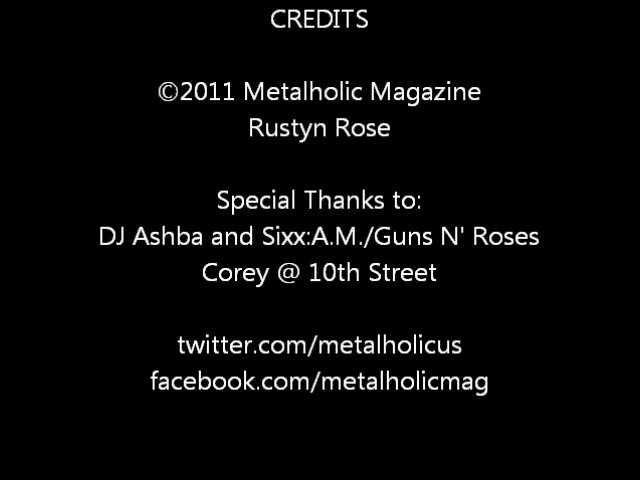 CREDITS
©2011 Metalholic Magazine
Rustyn Rose
Special Thanks to:
DJ Ashba and Sixx:A.M./Guns N' Roses
Corey @ 10th Street
twitter.com/metalholicus
facebook.com/metalholicmag